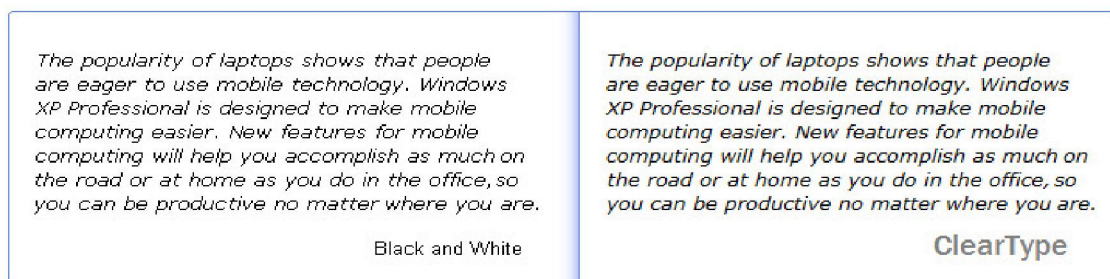 The popularity of laptops shows that people
are eager to use mobile technology. Windows
XP Professional is designed to make mobile
computing easier. New features for mobile
computing will help you accomplish as much on
the road or at home as you do in the office, so
you can be productive no matter where you are.
Black and White
The popularity of laptops shows that people
are eager to use mobile technology. Windows
XP Professional is designed to make mobile
computing easier. New features for mobile
computing will help you accomplish as much on
the road or at home as you do in the office, so
you can be productive no matter where you are.
ClearType